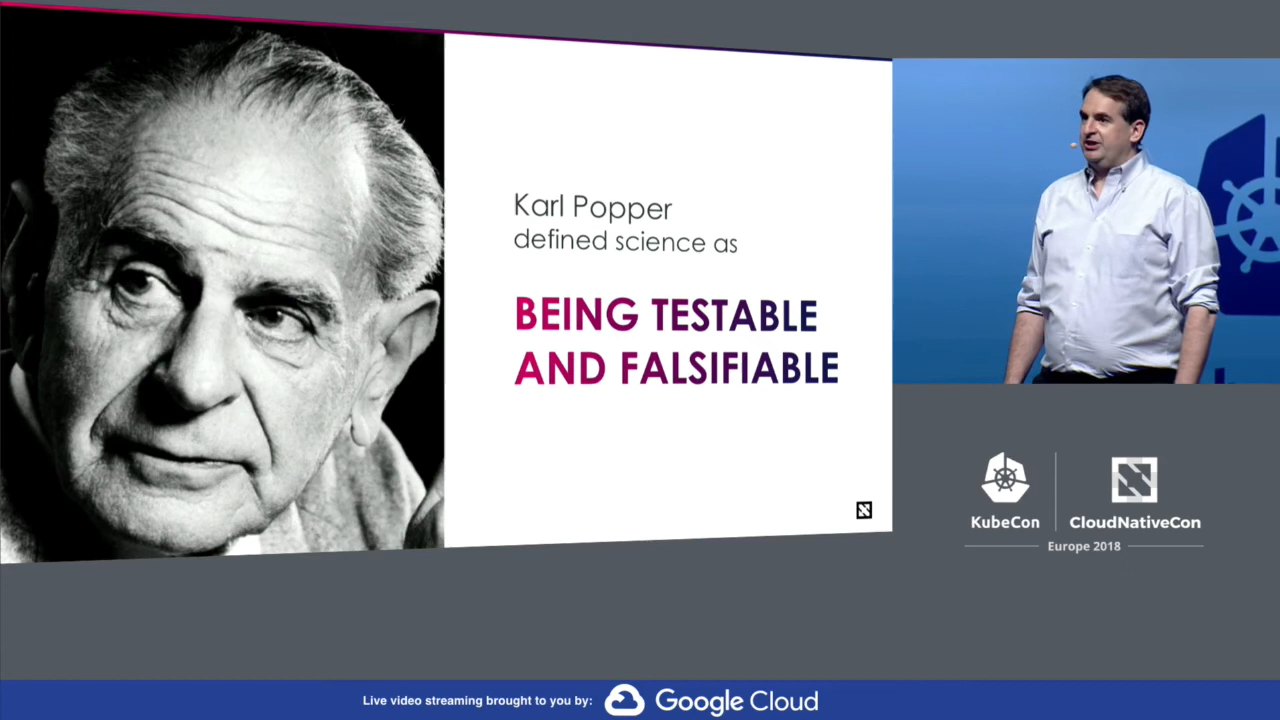 Karl Popper
defined science as
BEING TESTABLE
AND FALSIFIABLE
KubeCon
CloudNativeCon
Europe 2018
Live video streaming brought to you by:
Google Cloud